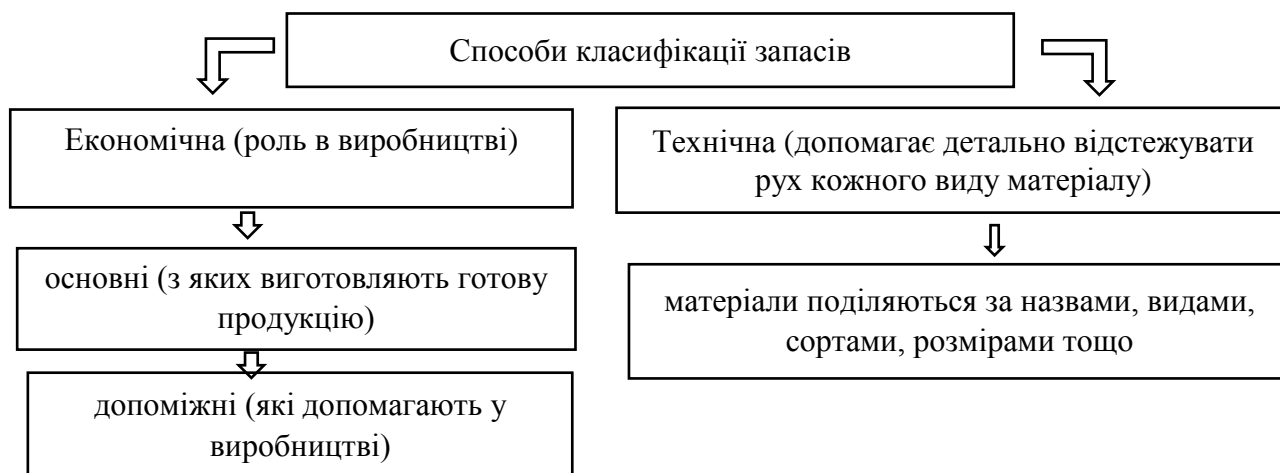 Способи класифікації запасів
Економічна (роль в виробництві)
основні (з яких виготовляють готову
продукцію)
допоміжні (які допомагають у
виробництві)
Технічна (допомагає детально відстежувати
рух кожного виду матеріалу)
матеріали поділяються за назвами, видами,
сортами, розмірами тощо